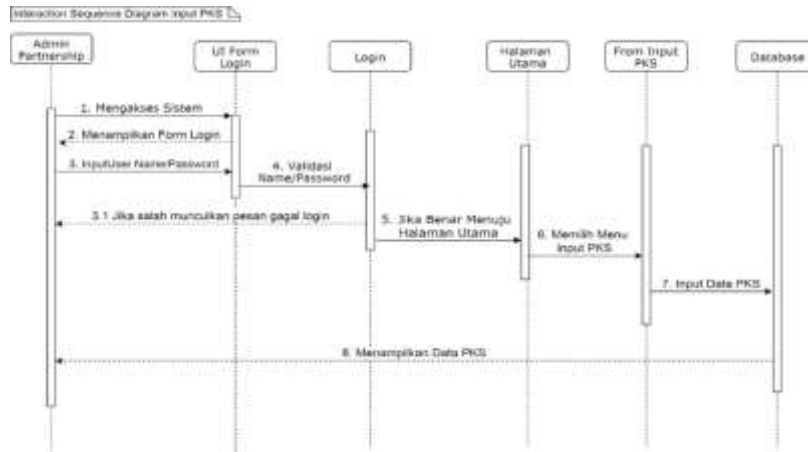 Interaction Sequence Diagram Input PKS
Admin
Partnership
UI Form
Login
Login
Halaman
Utama
From Input
PKS
Database
1. Mengakses Sistem
2. Menampilkan Form Login
3. InputUser Name/Password
4. Validasi
Name/Password
3.1 Jika salah munculkan pesan gagal login
5. Jika Benar Menuju
Halaman Utama
6. Memilih Menu
Input PKS
7. Input Data PKS
8. Menampilkan Data PKS